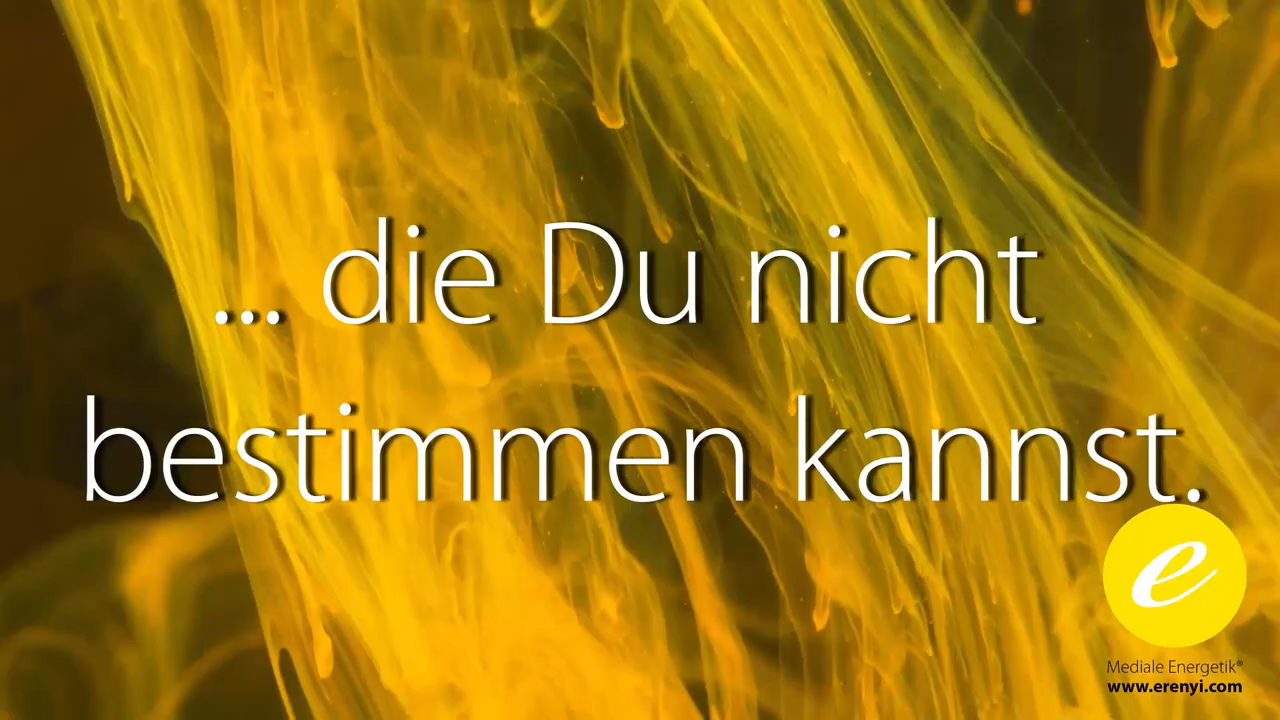 ... die Du nicht
bestimmen kannst.
e
Mediale Energetik®
www.erenyi.com